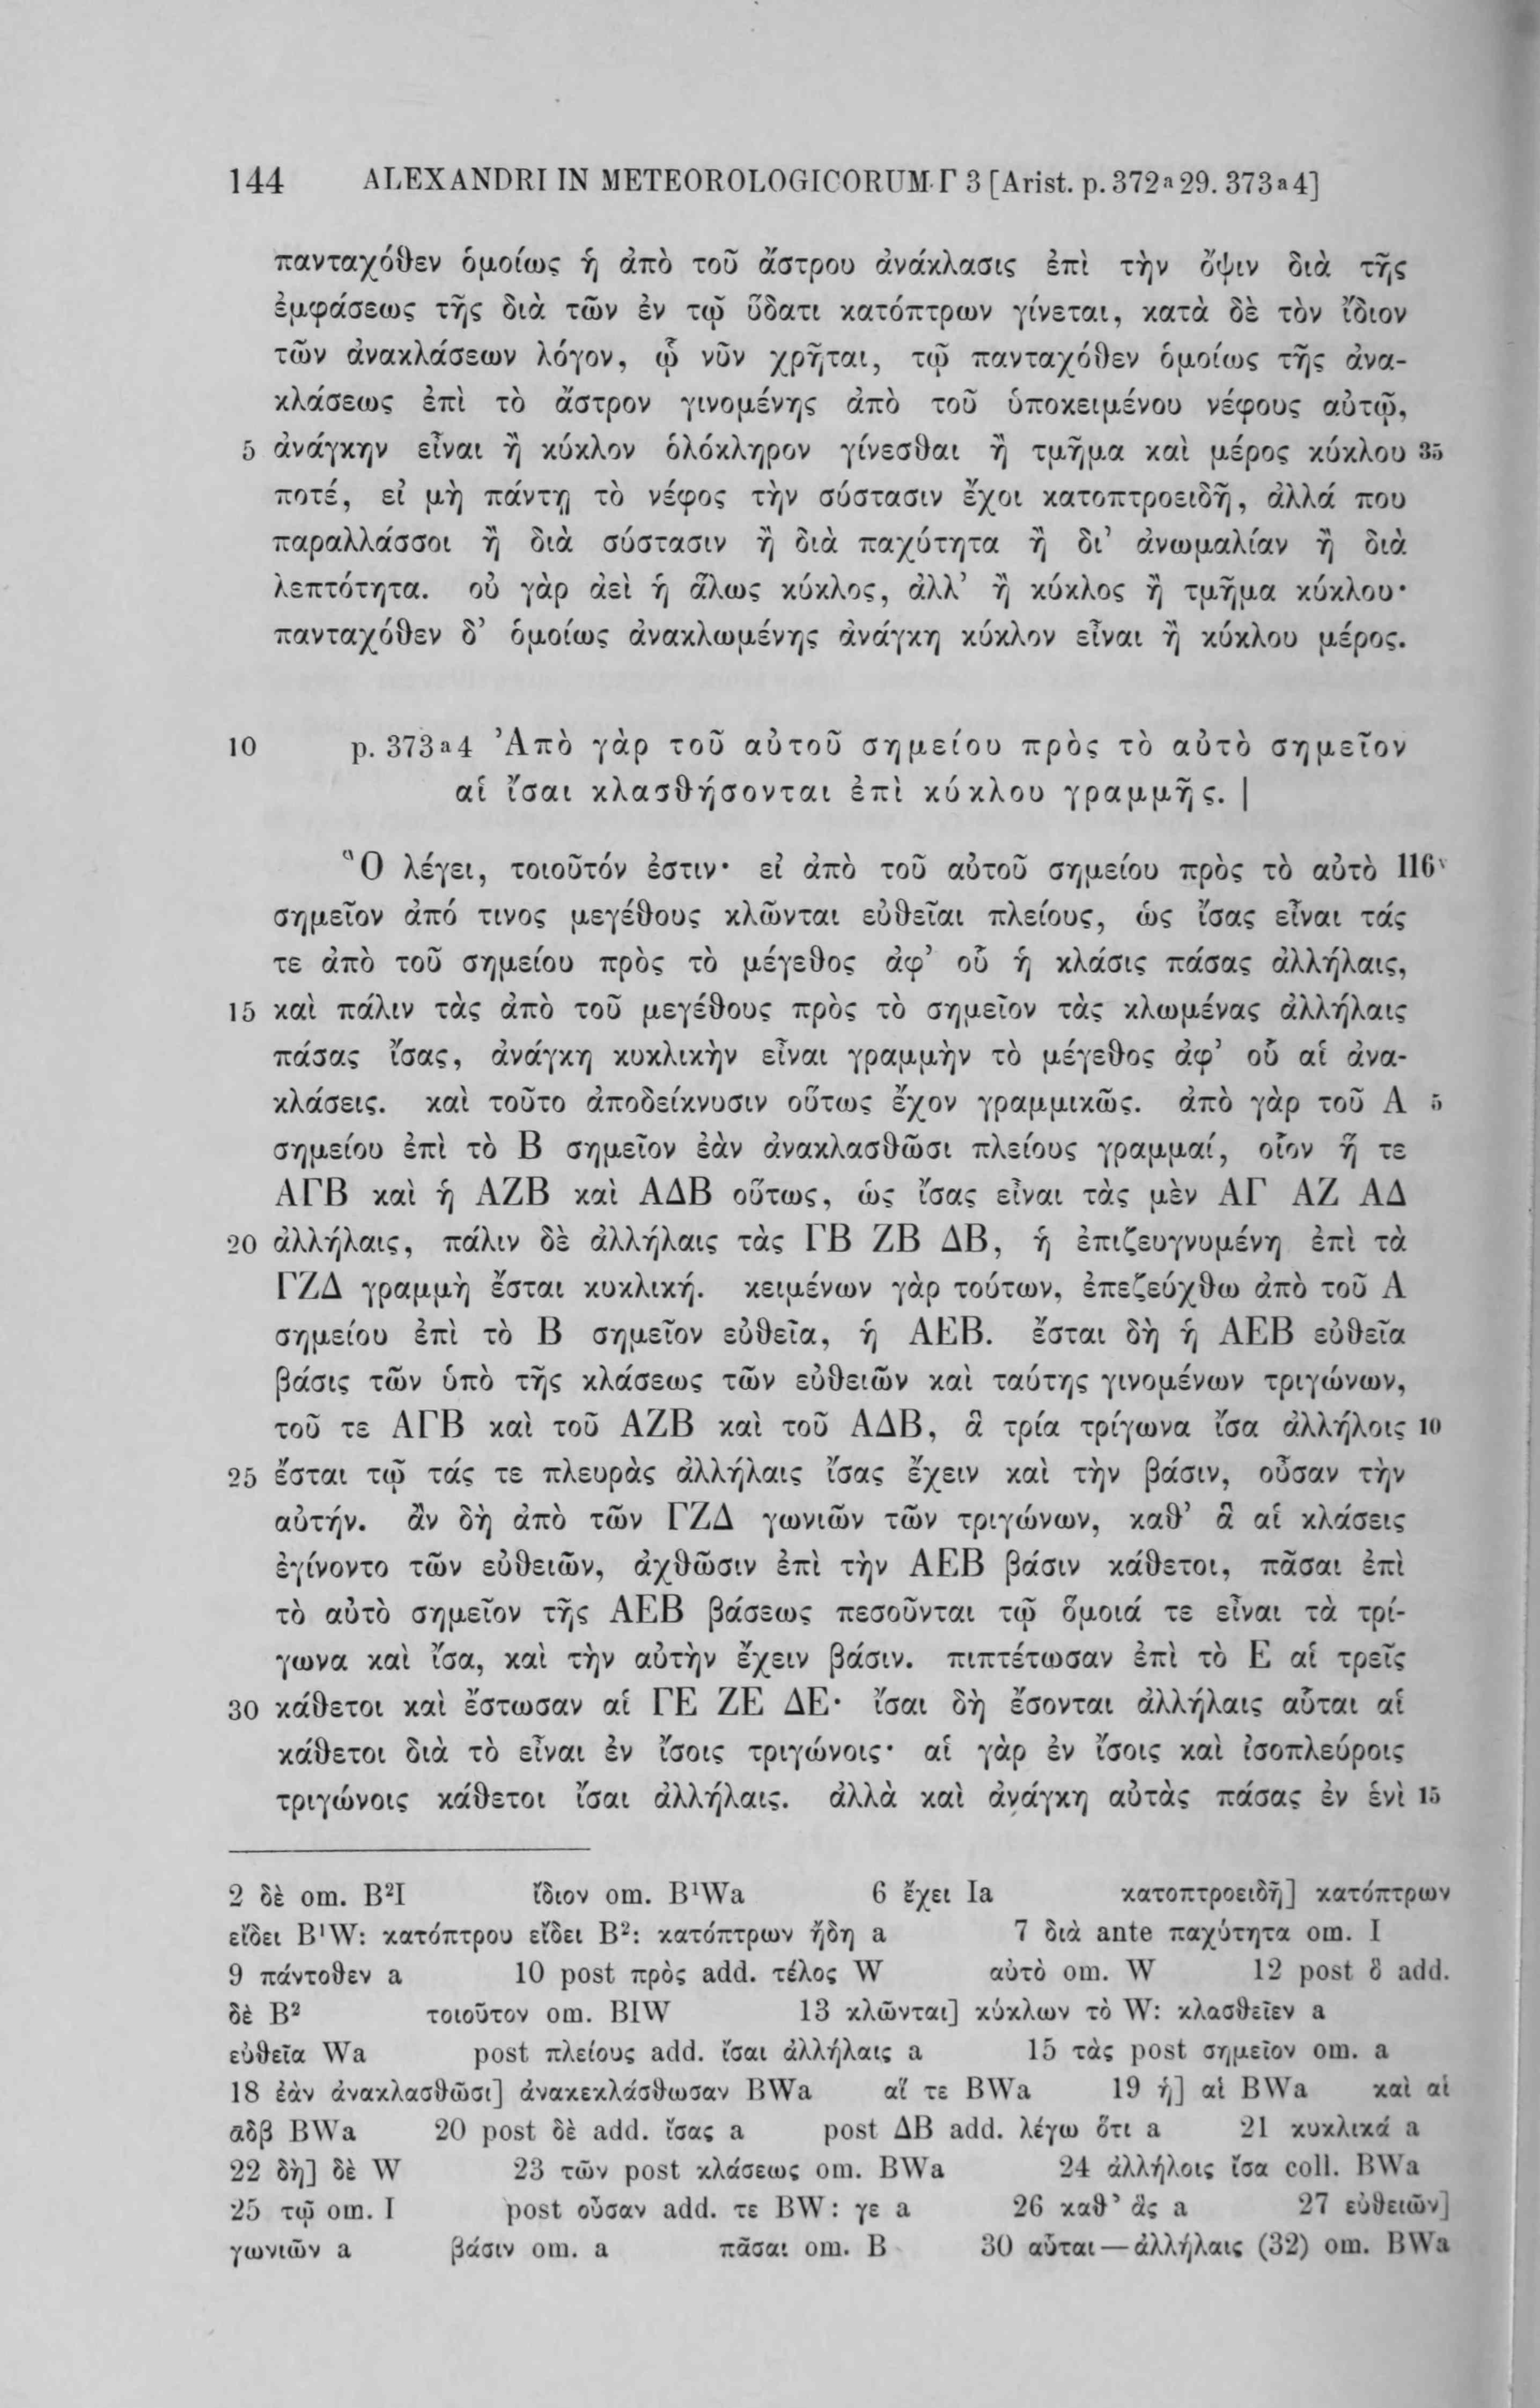 144 ALEXANDRI IN METEOROLOGICORUM Γ 3 [Arist. p. 372a29. 373a4]
πανταχόθεν ὁμοίως ἡ ἀπὸ τοῦ ἄστρου ἀνάκλασις ἐπὶ τὴν ὄψιν διὰ τῆς
ἐμφάσεως τῆς διὰ τῶν ἐν τῷ ὕδατι κατόπτρων γίνεται, κατὰ δὲ τὸν ἴδιον
τῶν ἀνακλάσεων λόγον, ᾧ νῦν χρῆται, τῷ πανταχόθεν ὁμοίως τῆς ἀνα-
κλάσεως ἐπὶ τὸ ἄστρον γινομένης ἀπὸ τοῦ ὑποκειμένου νέφους αὐτῷ,
5 ἀνάγκην εἶναι ἢ κύκλον ὁλόκληρον γίνεσθαι ἢ τμῆμα καὶ μέρος κύκλου 35
ποτέ, εἰ μὴ πάντῃ τὸ νέφος τὴν σύστασιν ἔχοι κατοπτροειδῆ, ἀλλά που
παραλλάσσοι ἢ διὰ σύστασιν ἢ διὰ παχύτητα ἢ δι’ ἀνωμαλίαν ἢ διὰ
λεπτότητα. οὐ γὰρ ἀεὶ ἡ ἅλως κύκλος, ἀλλ’ ἢ κύκλος ἢ τμῆμα κύκλου·
πανταχόθεν δ’ ὁμοίως ἀνακλωμένης ἀνάγκη κύκλον εἶναι ἢ κύκλου μέρος.
10 p. 373a4 Ἀπὸ γὰρ τοῦ αὐτοῦ σημείου πρὸς τὸ αὐτὸ σημεῖον
αἱ ἴσαι κλασθήσονται ἐπὶ κύκλου γραμμῆς. |
Ὃ λέγει, τοιοῦτόν ἐστιν· εἰ ἀπὸ τοῦ αὐτοῦ σημείου πρὸς τὸ αὐτὸ 116v
σημεῖον ἀπό τινος μεγέθους κλῶνται εὐθεῖαι πλείους, ὡς ἴσας εἶναι τάς
τε ἀπὸ τοῦ σημείου πρὸς τὸ μέγεθος ἀφ’ οὗ ἡ κλάσις πάσας ἀλλήλαις,
15 καὶ πάλιν τὰς ἀπὸ τοῦ μεγέθους πρὸς τὸ σημεῖον τὰς κλωμένας ἀλλήλαις
πάσας ἴσας, ἀνάγκη κυκλικὴν εἶναι γραμμὴν τὸ μέγεθος ἀφ’ οὗ αἱ ἀνα-
κλάσεις. καὶ τοῦτο ἀποδείκνυσιν οὕτως ἔχον γραμμικῶς. ἀπὸ γὰρ τοῦ Α 5
σημείου ἐπὶ τὸ Β σημεῖον ἐὰν ἀνακλασθῶσι πλείους γραμμαί, οἷον ἥ τε
ΑΓΒ καὶ ἡ ΑΖΒ καὶ ΑΔΒ οὕτως, ὡς ἴσας εἶναι τὰς μὲν ΑΓ ΑΖ ΑΔ
20 ἀλλήλαις, πάλιν δὲ ἀλλήλαις τὰς ΓΒ ΖΒ ΔΒ, ἡ ἐπιζευγνυμένη ἐπὶ τὰ
ΓΖΔ γραμμὴ ἔσται κυκλική. κειμένων γὰρ τούτων, ἐπεζεύχθω ἀπὸ τοῦ Α
σημείου ἐπὶ τὸ Β σημεῖον εὐθεῖα, ἡ ΑΕΒ. ἔσται δὴ ἡ ΑΕΒ εὐθεῖα
βάσις τῶν ὑπὸ τῆς κλάσεως τῶν εὐθειῶν καὶ ταύτης γινομένων τριγώνων,
τοῦ τε ΑΓΒ καὶ τοῦ ΑΖΒ καὶ τοῦ ΑΔΒ, ἃ τρία τρίγωνα ἴσα ἀλλήλοις 10
25 ἔσται τῷ τάς τε πλευρὰς ἀλλήλαις ἴσας ἔχειν καὶ τὴν βάσιν, οὖσαν τὴν
αὐτήν. ἂν δὴ ἀπὸ τῶν ΓΖΔ γωνιῶν τῶν τριγώνων, καθ’ ἃ αἱ κλάσεις
ἐγίνοντο τῶν εὐθειῶν, ἀχθῶσιν ἐπὶ τὴν ΑΕΒ βάσιν κάθετοι, πᾶσαι ἐπὶ
τὸ αὐτὸ σημεῖον τῆς ΑΕΒ βάσεως πεσοῦνται τῷ ὅμοιά τε εἶναι τὰ τρί-
γωνα καὶ ἴσα, καὶ τὴν αὐτὴν ἔχειν βάσιν. πιπτέτωσαν ἐπὶ τὸ Ε αἱ τρεῖς
30 κάθετοι καὶ ἔστωσαν αἱ ΓΕ ΖΕ ΔΕ· ἴσαι δὴ ἔσονται ἀλλήλαις αὗται αἱ
κάθετοι διὰ τὸ εἶναι ἐν ἴσοις τριγώνοις· αἱ γὰρ ἐν ἴσοις καὶ ἰσοπλεύροις
τριγώνοις κάθετοι ἴσαι ἀλλήλαις. ἀλλὰ καὶ ἀνάγκη αὐτὰς πάσας ἐν ἑνὶ 15
2 δὲ om. B²I ἴδιον om. B¹Wa 6 ἔχει Ia κατοπτροειδῆ] κατόπτρων
εἴδει B¹W: κατόπτρου εἴδει B²: κατόπτρων ἤδη a 7 διὰ ante παχύτητα om. I
9 πάντοθεν a 10 post πρὸς add. τέλος W αὐτὸ om. W 12 post ὃ add.
δὲ B² τοιοῦτον om. BIW 13 κλῶνται] κύκλων τὸ W: κλασθεῖεν a
εὐθεῖα Wa post πλείους add. ἴσαι ἀλλήλαις a 15 τὰς post σημεῖον om. a
18 ἐὰν ἀνακλασθῶσι] ἀνακεκλάσθωσαν BWa αἵ τε BWa 19 ἡ] αἱ BWa καὶ αἱ
αδβ BWa 20 post δὲ add. ἴσας a post ΔΒ add. λέγω ὅτι a 21 κυκλικά a
22 δὴ] δὲ W 23 τῶν post κλάσεως om. BWa 24 ἀλλήλοις ἴσα coll. BWa
25 τῷ om. I post οὖσαν add. τε BW: γε a 26 καθ’ ἃς a 27 εὐθειῶν]
γωνιῶν a βάσιν om. a πᾶσαι om. B 30 αὗται—ἀλλήλαις (32) om. BWa